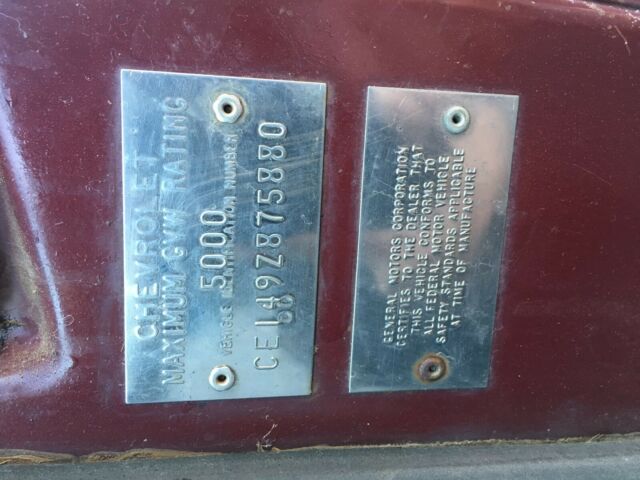 CHEVROLET
MAXIMUM GVW RATING
5000
VEHICLE IDENTIFICATION NUMBER
CE149Z875880
GENERAL MOTORS CORPORATION
CERTIFIES TO THE DEALER THAT
THIS VEHICLE CONFORMS TO
ALL FEDERAL MOTOR VEHICLE
SAFETY STANDARDS APPLICABLE
AT TIME OF MANUFACTURE